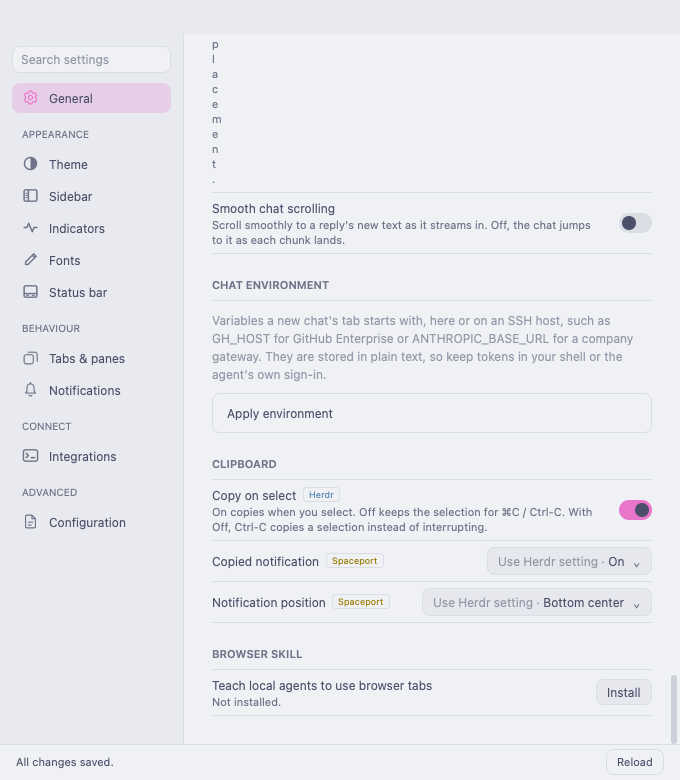 Search settings
General
APPEARANCE
Theme
Sidebar
Indicators
Fonts
Status bar
BEHAVIOUR
Tabs & panes
Notifications
CONNECT
Integrations
ADVANCED
Configuration
p
l
a
c
e
m
e
n
t
.
Smooth chat scrolling
Scroll smoothly to a reply's new text as it streams in. Off, the chat jumps
to it as each chunk lands.
CHAT ENVIRONMENT
Variables a new chat's tab starts with, here or on an SSH host, such as
GH_HOST for GitHub Enterprise or ANTHROPIC_BASE_URL for a company
gateway. They are stored in plain text, so keep tokens in your shell or the
agent's own sign-in.
Apply environment
CLIPBOARD
Copy on select Herdr
On copies when you select. Off keeps the selection for ⌘C / Ctrl-C. With
Off, Ctrl-C copies a selection instead of interrupting.
Copied notification Spaceport Use Herdr setting · On
Notification position Spaceport Use Herdr setting · Bottom center
BROWSER SKILL
Teach local agents to use browser tabs
Not installed.
Install
All changes saved.
Reload